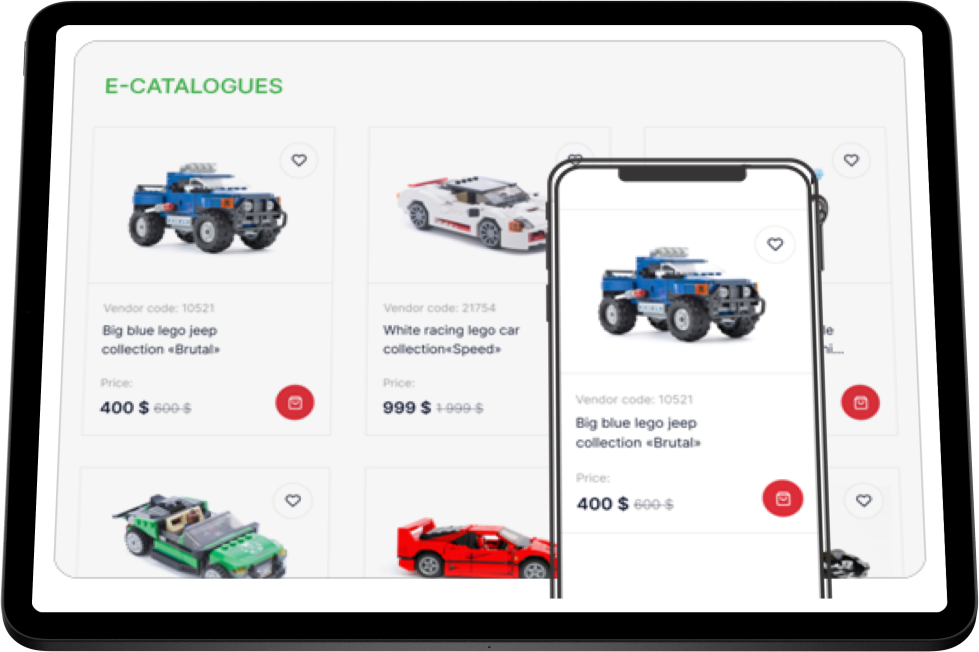 E-CATALOGUES
Vendor code: 10521
Big blue lego jeep
collection «Brutal»
Price:
400 $ 600 $
Vendor code: 21754
White racing lego car
collection«Speed»
Price:
999 $ 1 999 $
Vendor code: 10521
Big blue lego jeep
collection «Brutal»
Price:
400 $ 600 $